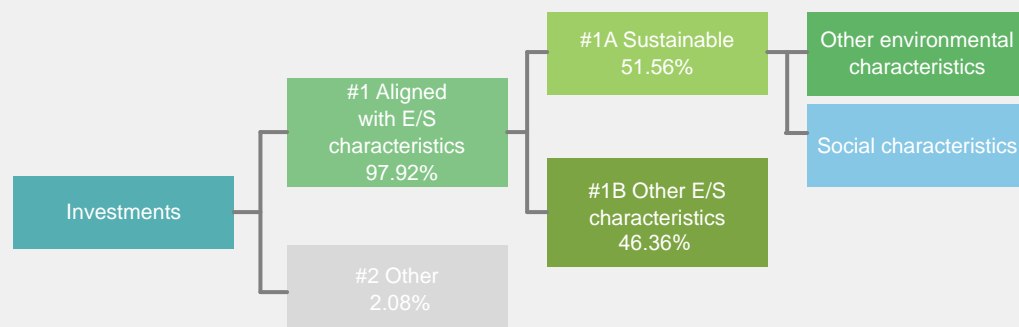 Investments
#1 Aligned
with E/S
characteristics
97.92%
#2 Other
2.08%
#1A Sustainable
51.56%
#1B Other E/S
characteristics
46.36%
Other environmental
characteristics
Social characteristics